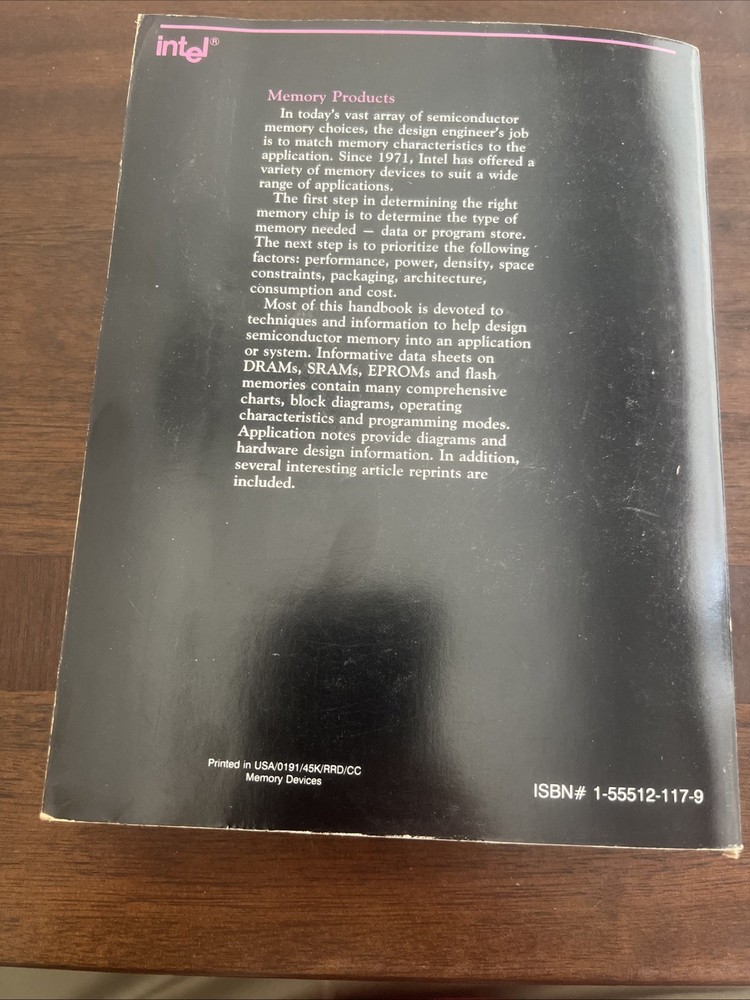 intel®
Memory Products
In today's vast array of semiconductor
memory choices, the design engineer's job
is to match memory characteristics to the
application. Since 1971, Intel has offered a
variety of memory devices to suit a wide
range of applications.
The first step in determining the right
memory chip is to determine the type of
memory needed — data or program store.
The next step is to prioritize the following
factors: performance, power, density, space
constraints, packaging, architecture,
consumption and cost.
Most of this handbook is devoted to
techniques and information to help design
semiconductor memory into an application
or system. Informative data sheets on
DRAMs, SRAMs, EPROMs and flash
memories contain many comprehensive
charts, block diagrams, operating
characteristics and programming modes.
Application notes provide diagrams and
hardware design information. In addition,
several interesting article reprints are
included.
Printed in USA/0191/45K/RRD/CC
Memory Devices
ISBN# 1-55512-117-9